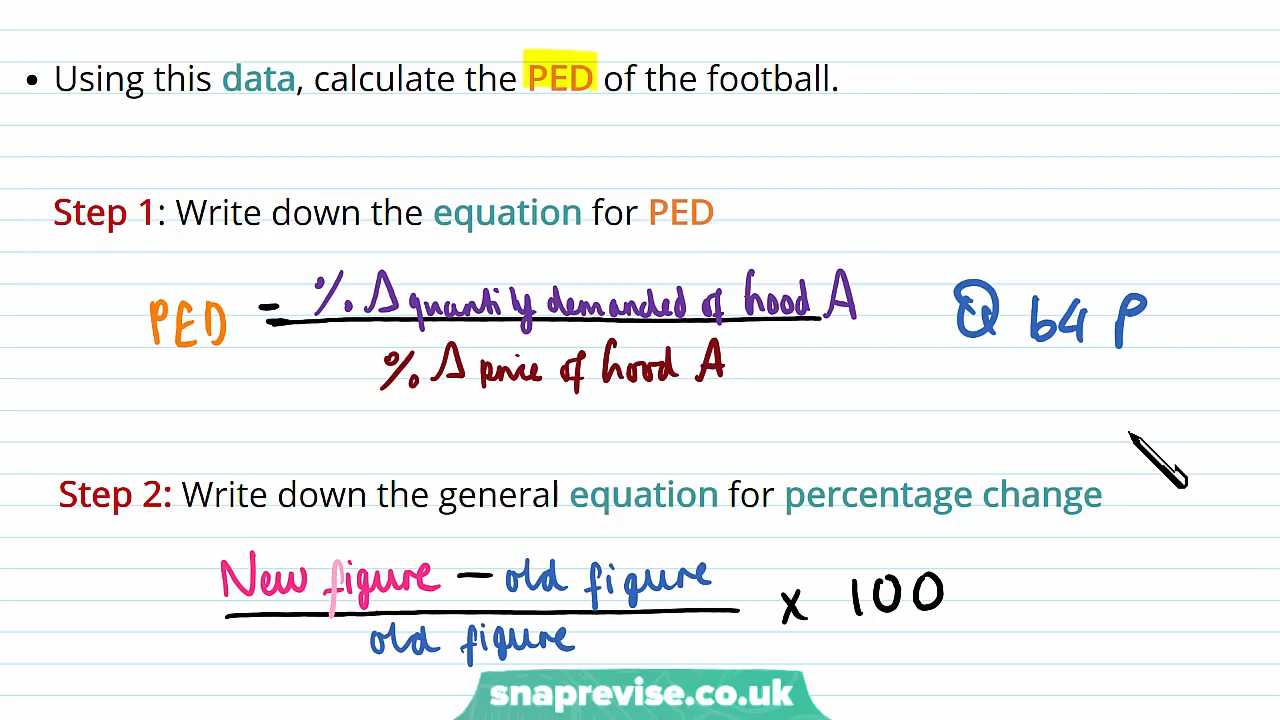 • Using this data, calculate the PED of the football.
Step 1: Write down the equation for PED
PED = % Δ quantity demanded of good A
% Δ price of good A
Q b4 P
Step 2: Write down the general equation for percentage change
New figure − old figure
old figure
x 100
snaprevise.co.uk